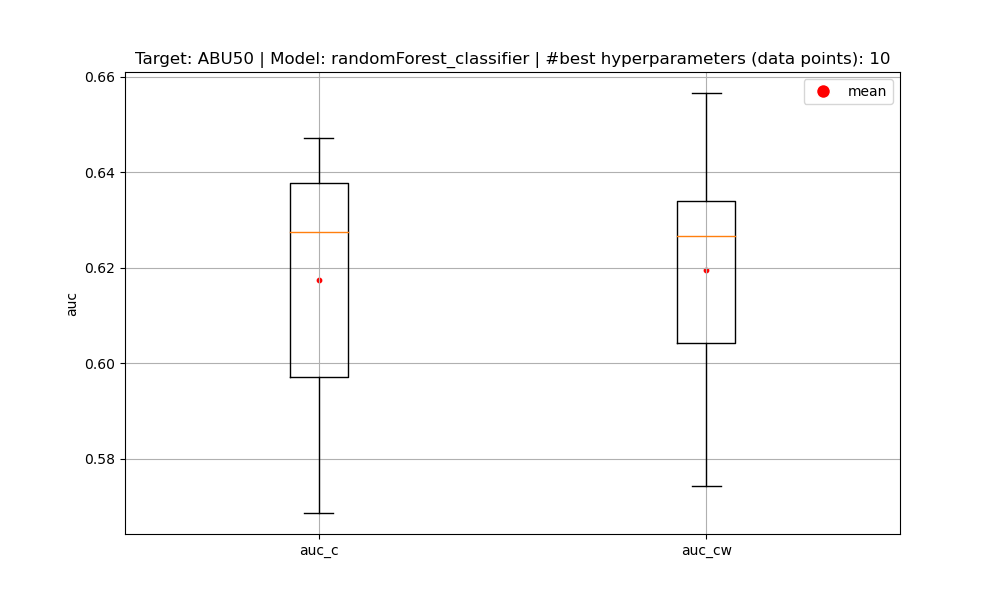 Target: ABU50 | Model: randomForest_classifier | #best hyperparameters (data points): 10
mean
0.66
0.64
0.62
0.60
0.58
auc
auc_c
auc_cw